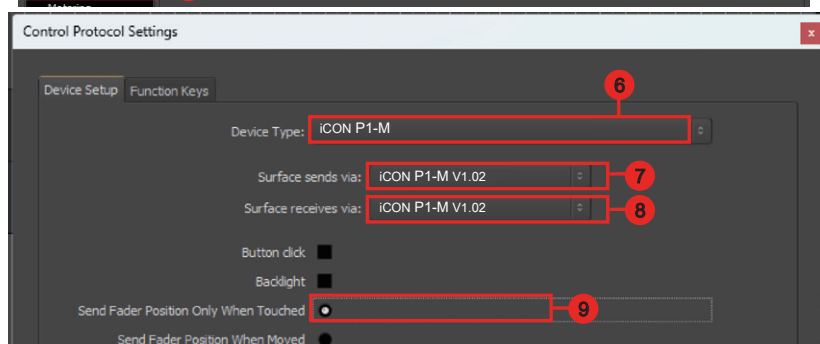 Metering
Control Protocol Settings
x
Device Setup Function Keys
6
Device Type: iCON P1-M
Surface sends via: iCON P1-M V1.02 7
Surface receives via: iCON P1-M V1.02 8
Button click
Backlight
Send Fader Position Only When Touched 9
Send Fader Position When Moved